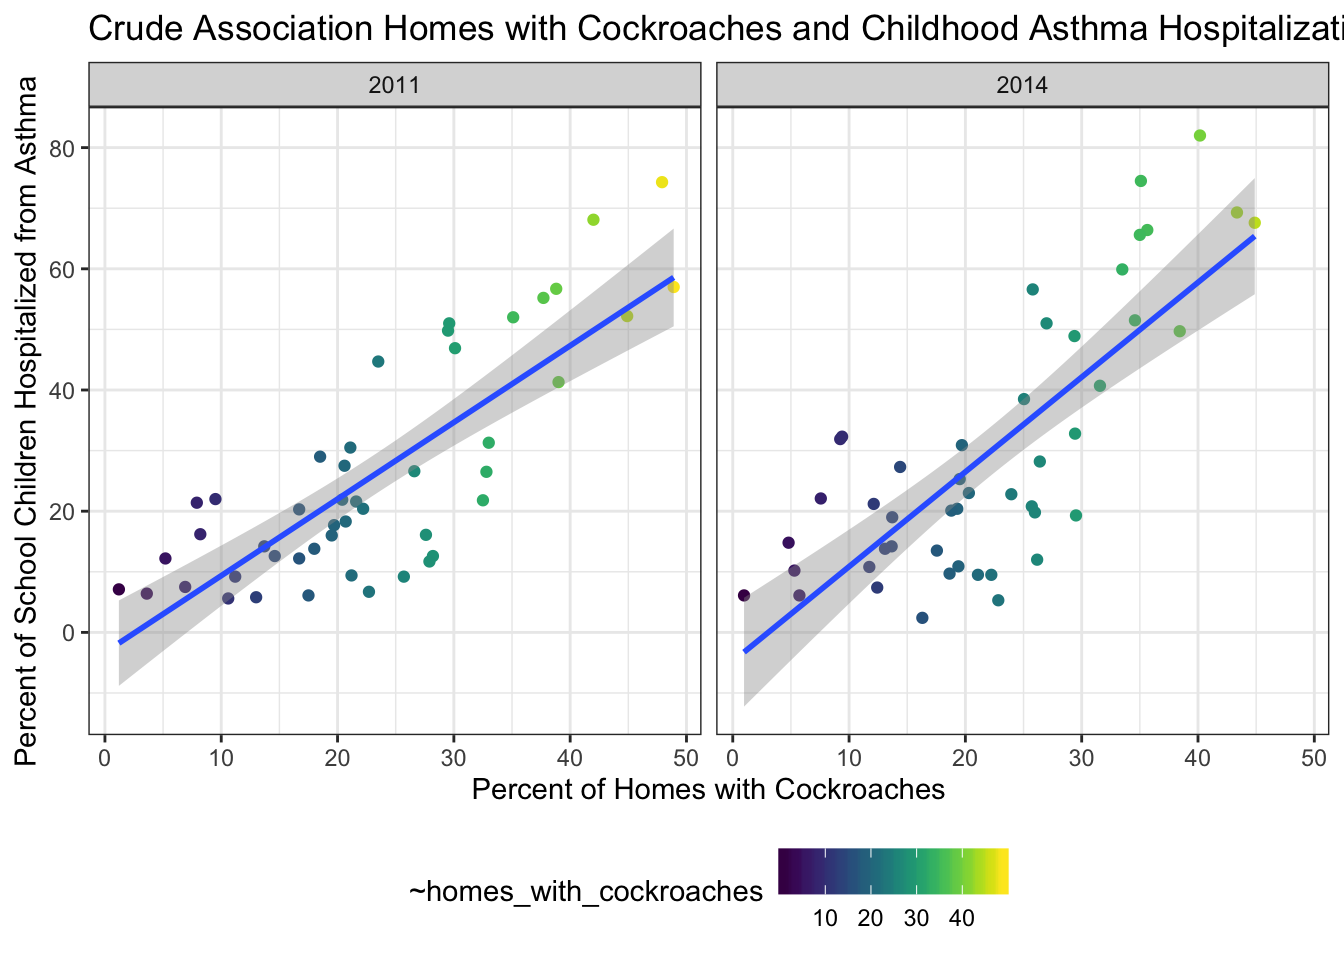 Crude Association Homes with Cockroaches and Childhood Asthma Hospitalizati
2011 2014
Percent of School Children Hospitalized from Asthma
80
60
40
20
0
0 10 20 30 40 50 0 10 20 30 40 50
Percent of Homes with Cockroaches
~homes_with_cockroaches
10 20 30 40